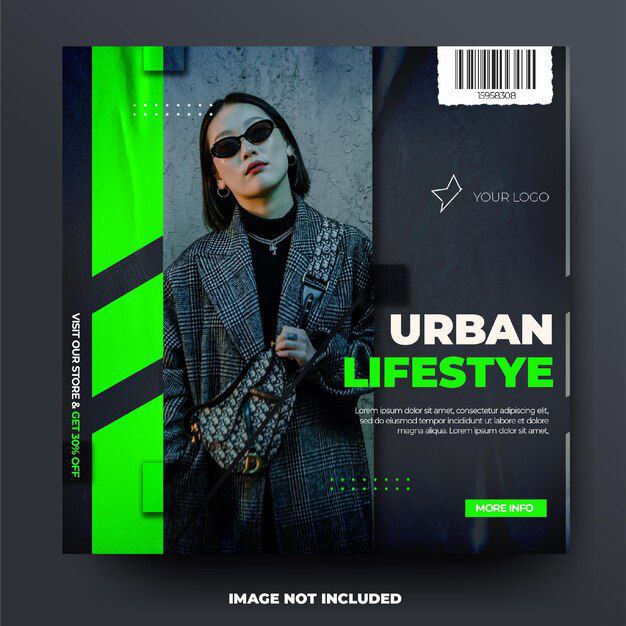 15958308
YOUR LOGO
URBAN
LIFESTYE
Lorem ipsum dolor sit amet, consectetur adipiscing elit,
sed do eiusmod tempor incididunt ut labore et dolore
magna aliqua. Lorem ipsum dolor sit amet,
MORE INFO
VISIT OUR STORE & GET 30% OFF
IMAGE NOT INCLUDED